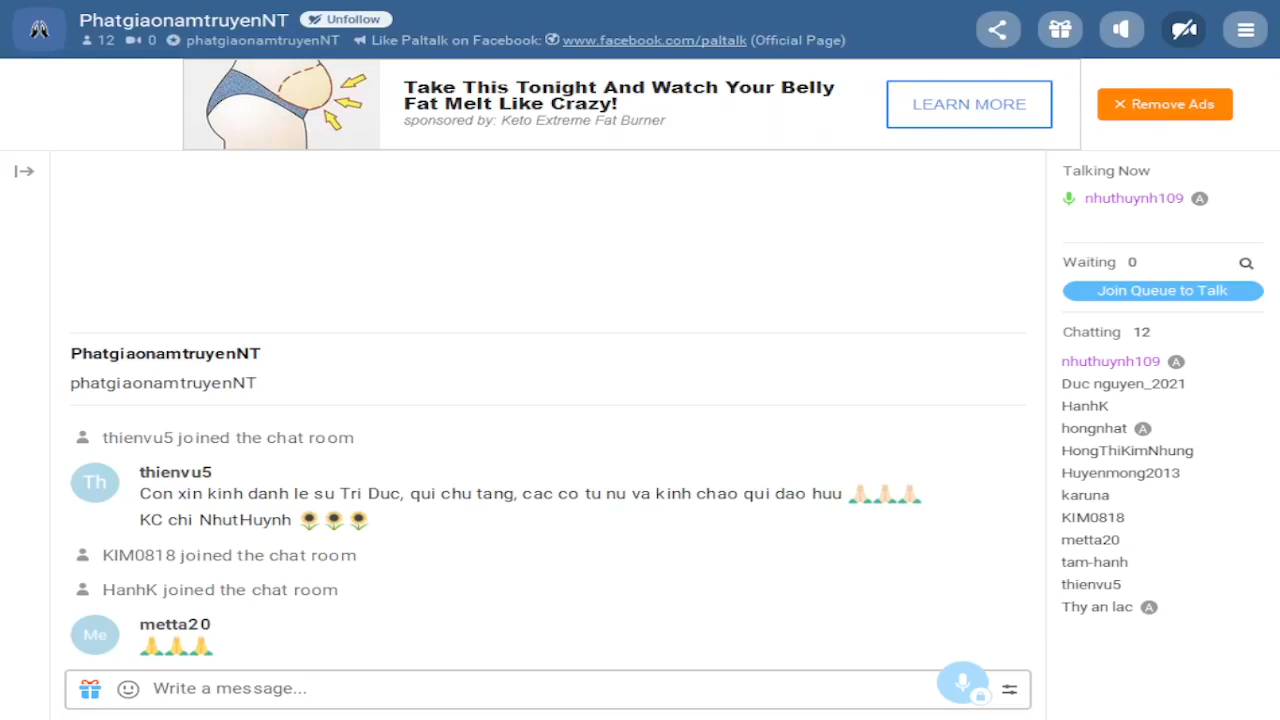 PhatgiaonamtruyenNT Unfollow
12 0 phatgiaonamtruyenNT Like Paltalk on Facebook: www.facebook.com/paltalk (Official Page)
Take This Tonight And Watch Your Belly
Fat Melt Like Crazy!
sponsored by: Keto Extreme Fat Burner
LEARN MORE
Remove Ads
PhatgiaonamtruyenNT
phatgiaonamtruyenNT
thienvu5 joined the chat room
Th
thienvu5
Con xin kinh danh le su Tri Duc, qui chu tang, cac co tu nu va kinh chao qui dao huu 🙏🏻🙏🏻🙏🏻
KC chi NhutHuynh 🌻🌻🌻
KIM0818 joined the chat room
HanhK joined the chat room
Me
metta20
🙏🙏🙏
Write a message...
Talking Now
nhuthuynh109 A
Waiting 0
Join Queue to Talk
Chatting 12
nhuthuynh109 A
Duc nguyen_2021
HanhK
hongnhat A
HongThiKimNhung
Huyenmong2013
karuna
KIM0818
metta20
tam-hanh
thienvu5
Thy an lac A